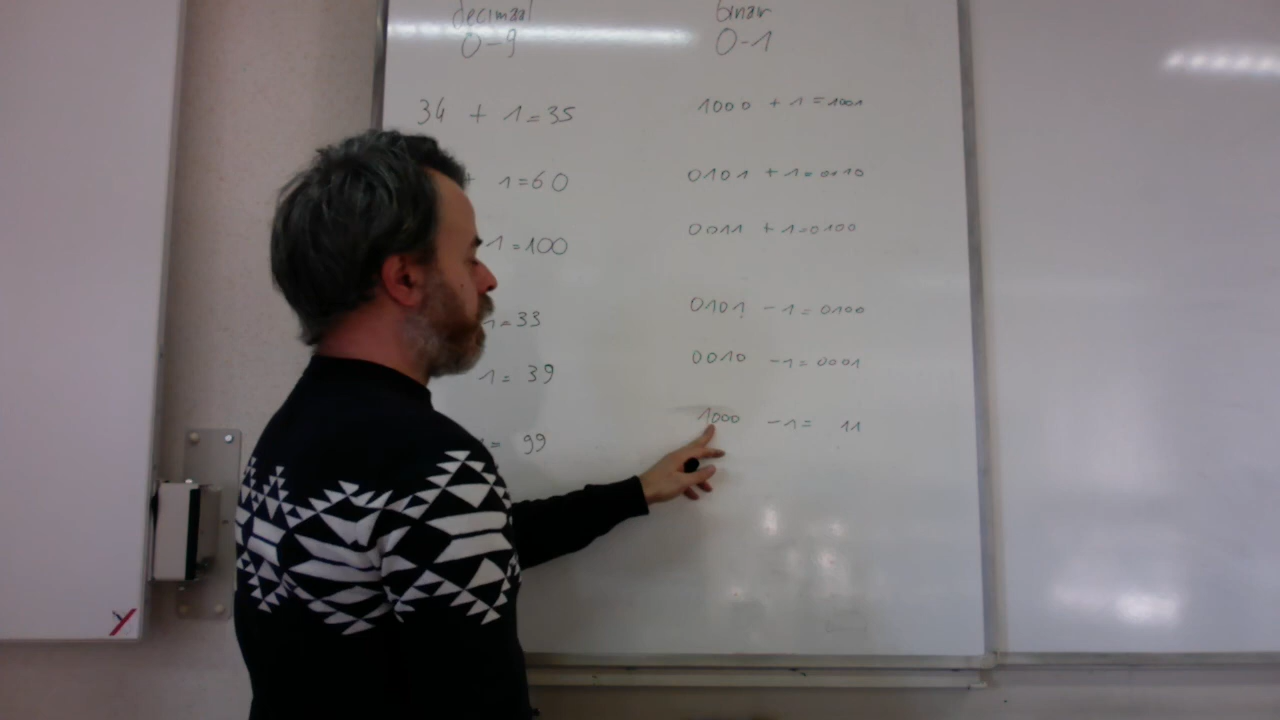 decimaal binair
0-9 0-1
34 + 1=35 1000 + 1=1001
+ 1=60 0101 + 1=0110
1=100 0011 + 1=0100
1=33 0101 -1=0100
1=39 0010 -1=0001
= 99 1000 -1= 11